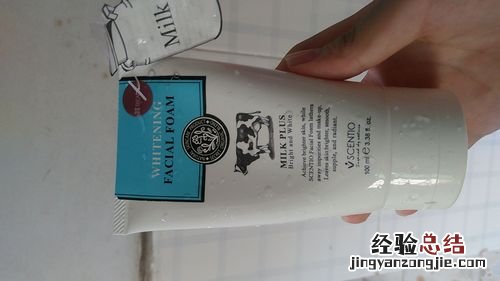 Milk
WHITENING
FACIAL FOAM
MILK PLUS
Bright and White
Achieve brighter skin, while
SCENTIO Facial Foam lathers
away impurities and make-up.
Leaves skin brighter, smooth,
supple, and radiant.
SCENTIO
100 ml e 3.38 fl. oz.
经验总结
jingyanzongjie.com